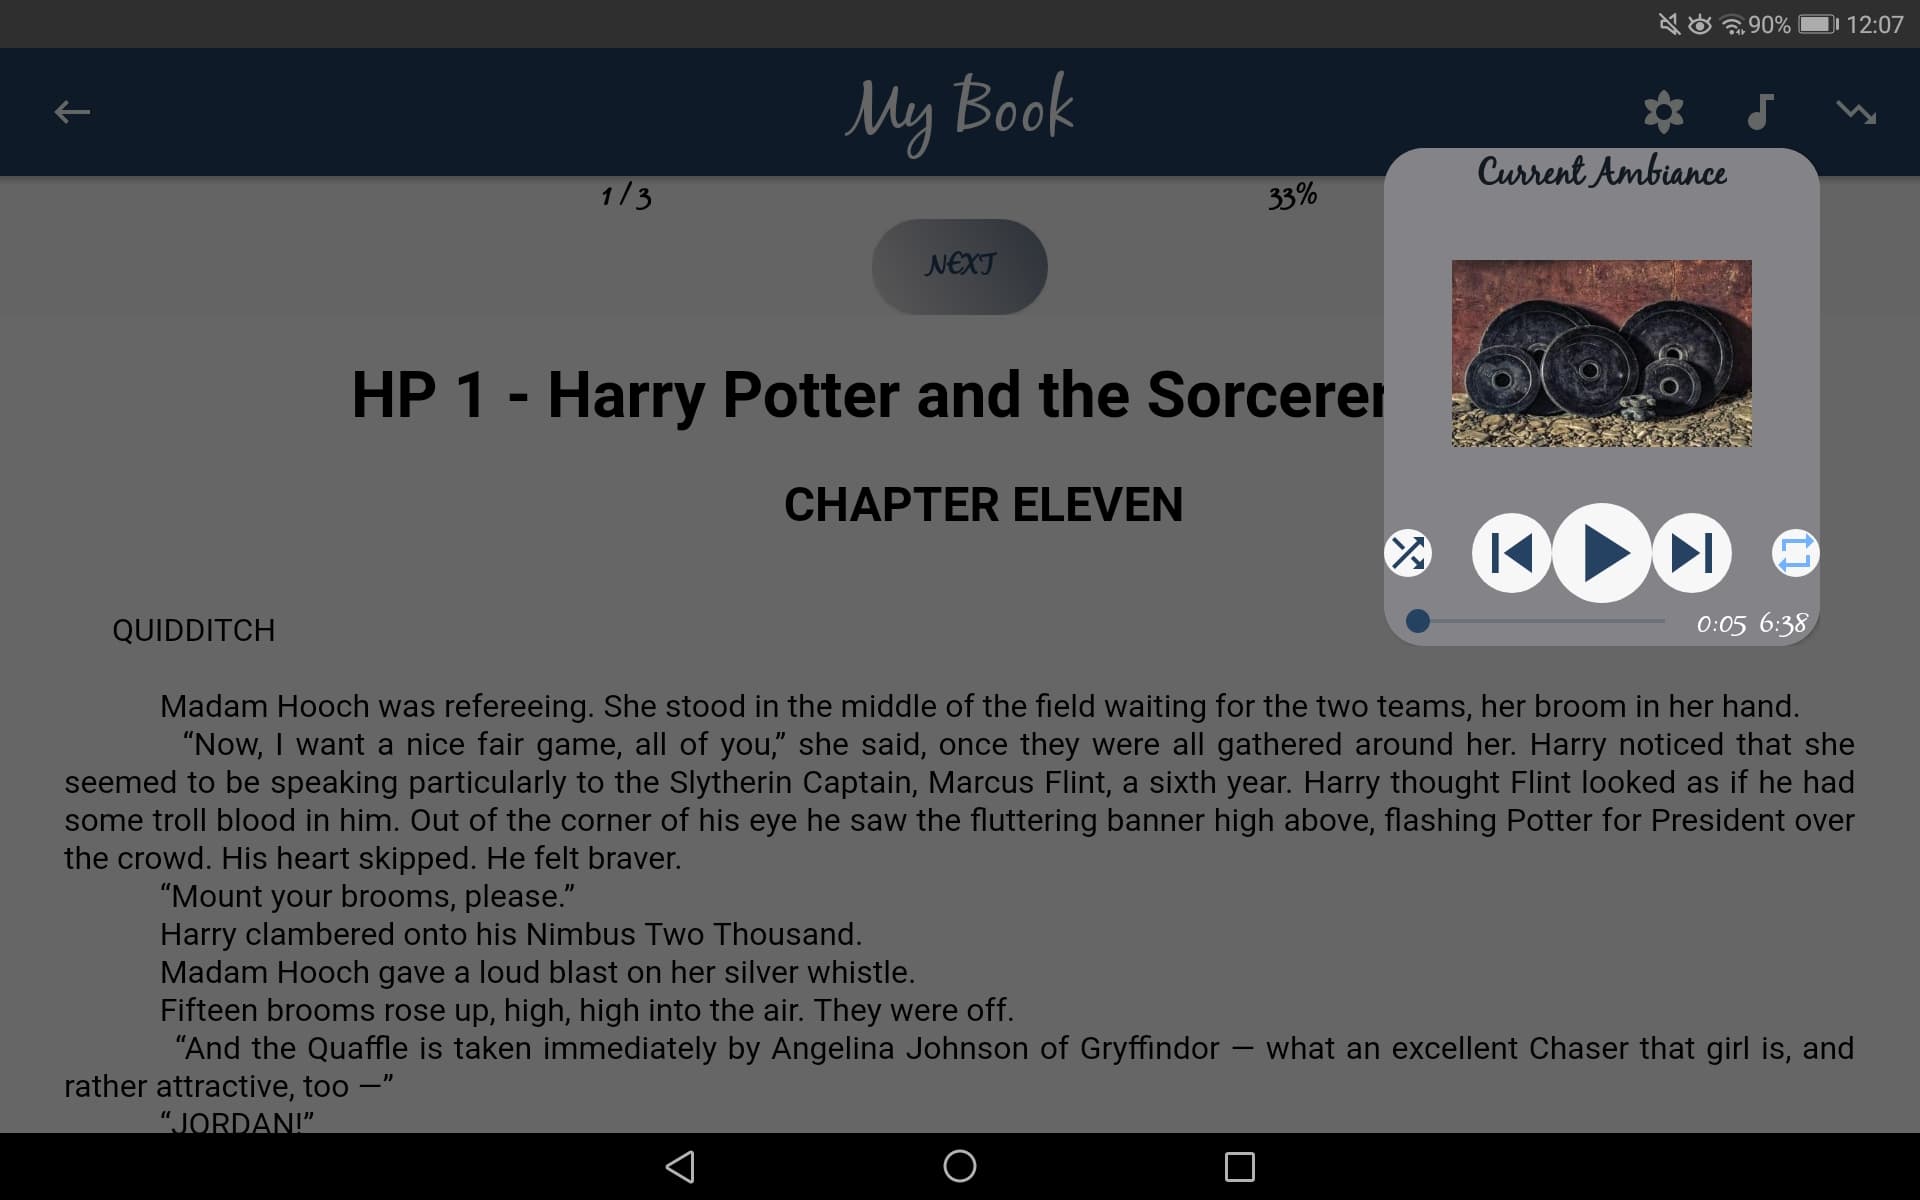 90% 12:07
My Book
1 / 3 33%
NEXT
Current Ambiance
0:05 6:38
HP 1 - Harry Potter and the Sorcerer
CHAPTER ELEVEN
QUIDDITCH
Madam Hooch was refereeing. She stood in the middle of the field waiting for the two teams, her broom in her hand.
“Now, I want a nice fair game, all of you,” she said, once they were all gathered around her. Harry noticed that she
seemed to be speaking particularly to the Slytherin Captain, Marcus Flint, a sixth year. Harry thought Flint looked as if he had
some troll blood in him. Out of the corner of his eye he saw the fluttering banner high above, flashing Potter for President over
the crowd. His heart skipped. He felt braver.
“Mount your brooms, please.”
Harry clambered onto his Nimbus Two Thousand.
Madam Hooch gave a loud blast on her silver whistle.
Fifteen brooms rose up, high, high into the air. They were off.
“And the Quaffle is taken immediately by Angelina Johnson of Gryffindor — what an excellent Chaser that girl is, and
rather attractive, too —”
“JORDAN!”